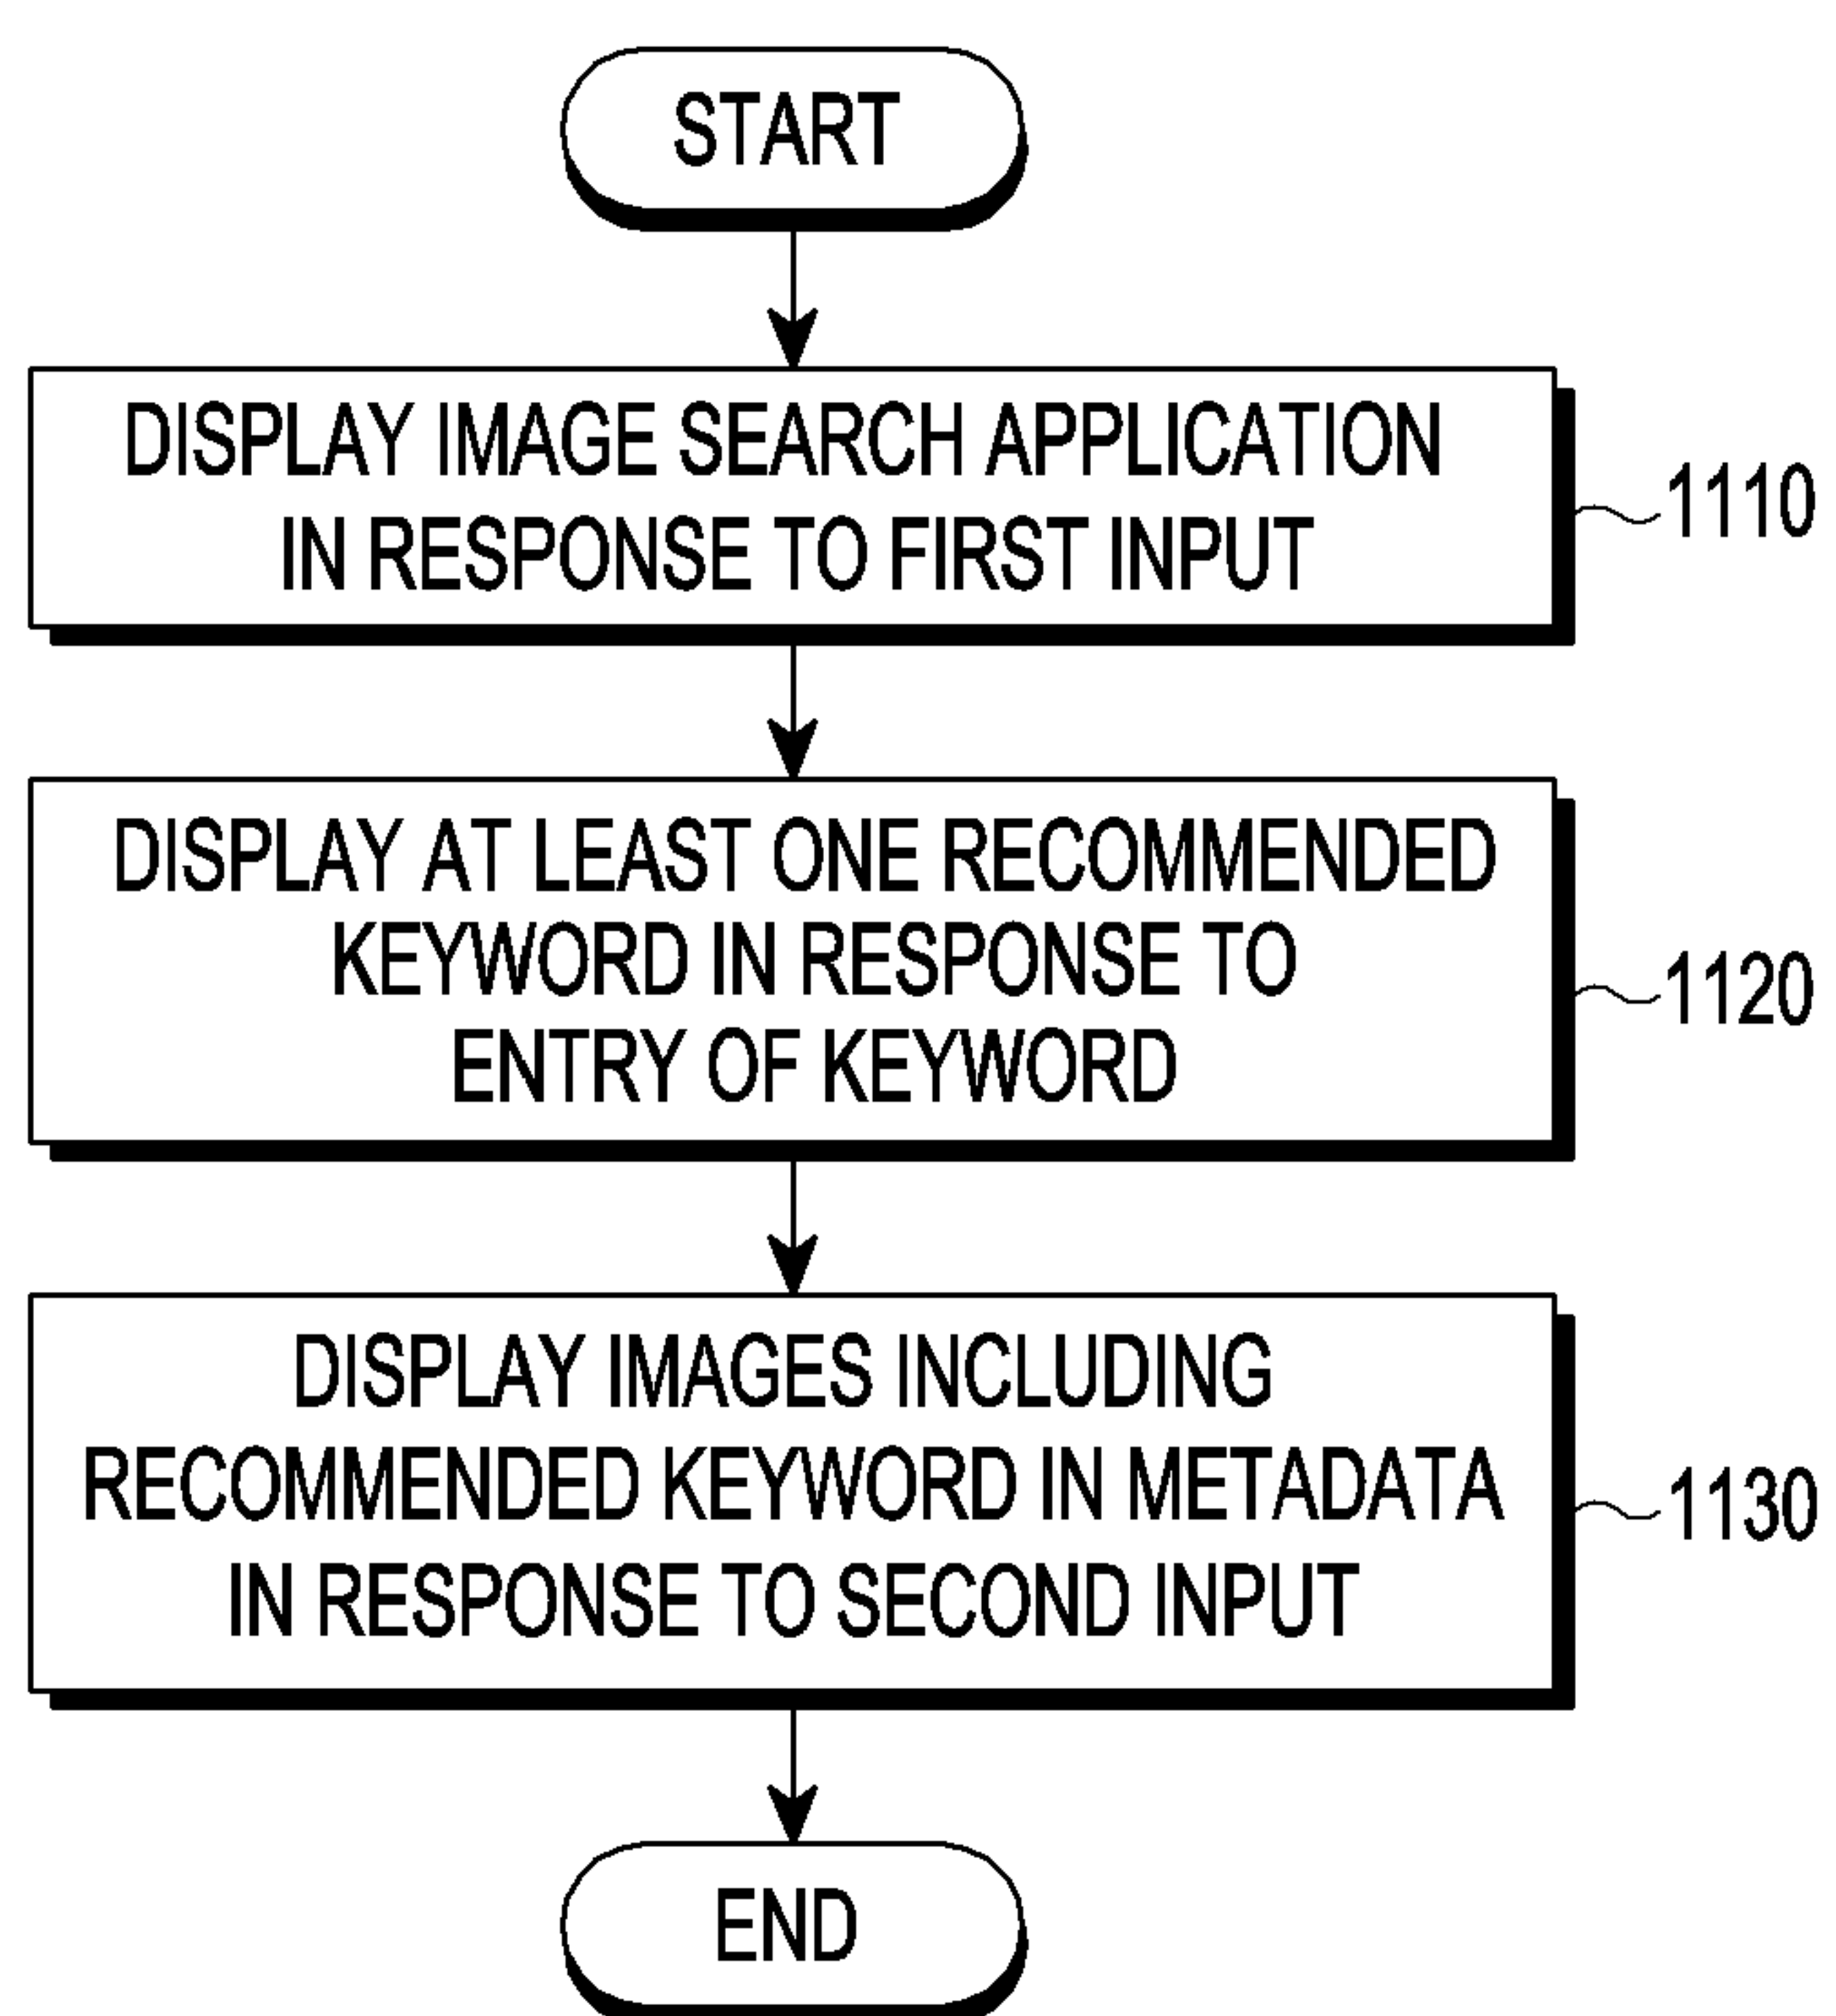 START
DISPLAY IMAGE SEARCH APPLICATION
IN RESPONSE TO FIRST INPUT
1110
DISPLAY AT LEAST ONE RECOMMENDED
KEYWORD IN RESPONSE TO
ENTRY OF KEYWORD
1120
DISPLAY IMAGES INCLUDING
RECOMMENDED KEYWORD IN METADATA
IN RESPONSE TO SECOND INPUT
1130
END